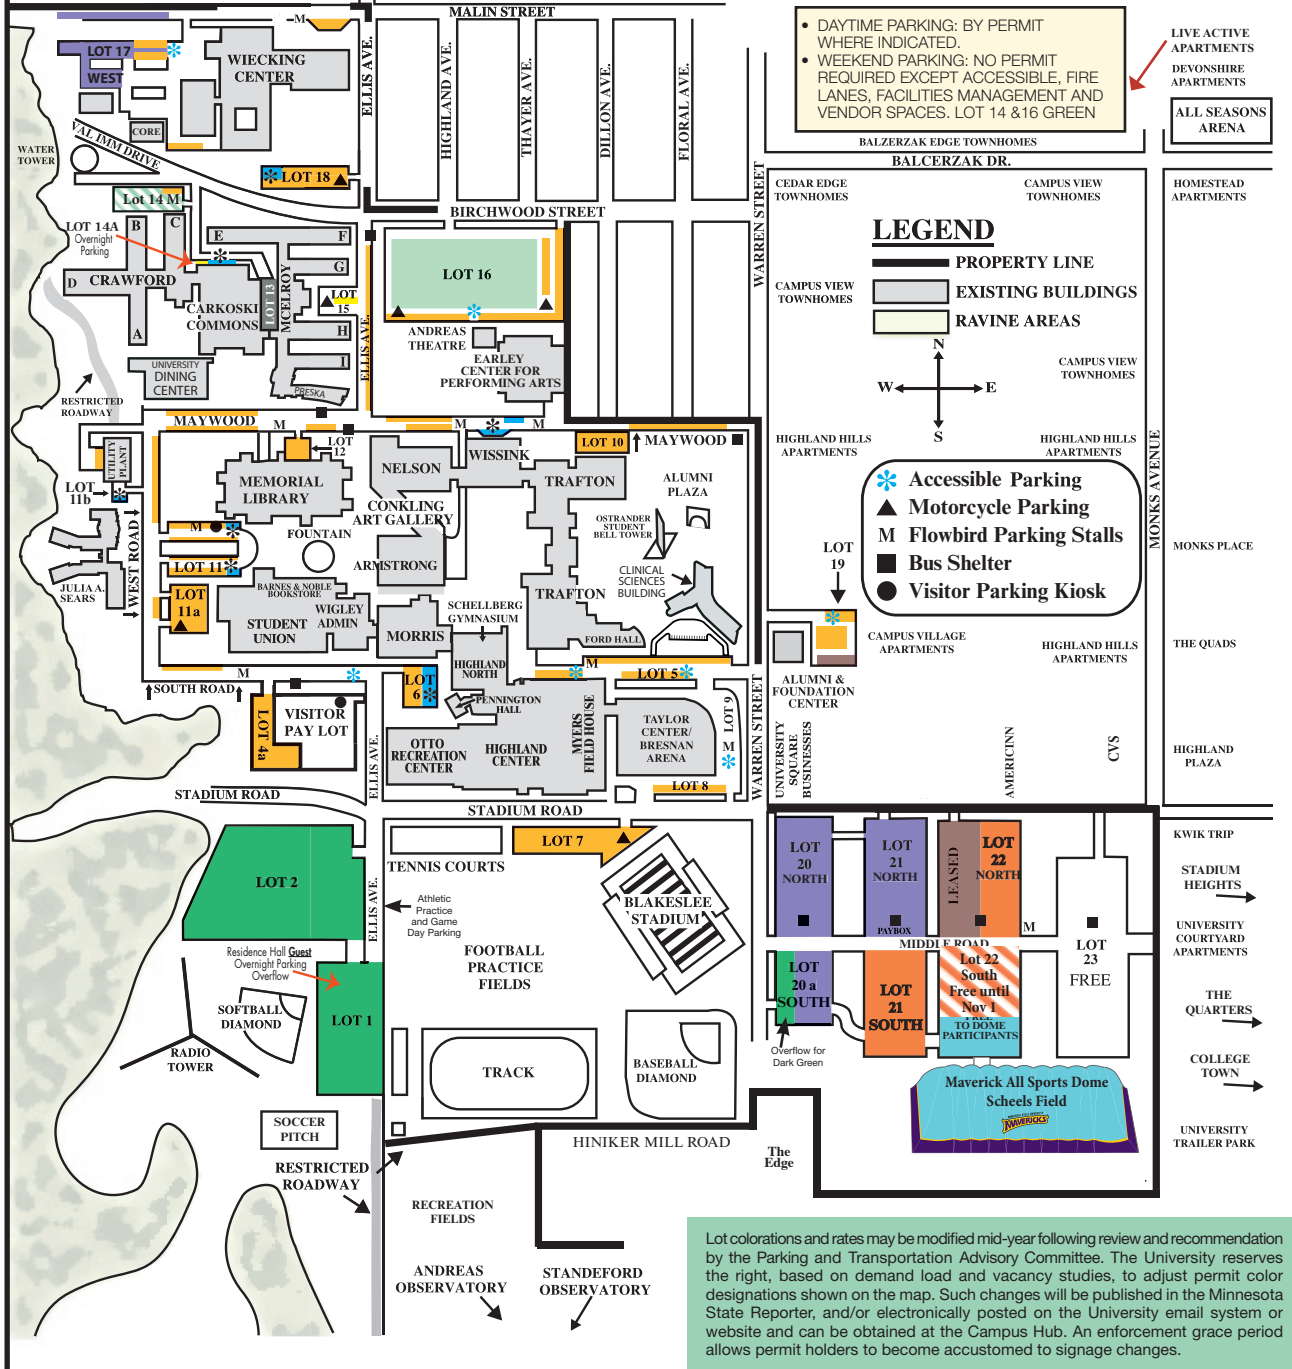 MALIN STREET
M
• DAYTIME PARKING: BY PERMIT
WHERE INDICATED.
• WEEKEND PARKING: NO PERMIT
REQUIRED EXCEPT ACCESSIBLE, FIRE
LANES, FACILITIES MANAGEMENT AND
VENDOR SPACES. LOT 14 &16 GREEN
LIVE ACTIVE
APARTMENTS
DEVONSHIRE
APARTMENTS
ALL SEASONS
ARENA
LOT 17
WEST
WIECKING
CENTER
ELLIS AVE.
HIGHLAND AVE.
THAYER AVE.
DILLON AVE.
FLORAL AVE.
CORE
VAL IMM DRIVE
WATER
TOWER
BALZERZAK EDGE TOWNHOMES
BALCERZAK DR.
LOT 18
Lot 14 M
BIRCHWOOD STREET
WARREN STREET
CEDAR EDGE
TOWNHOMES
CAMPUS VIEW
TOWNHOMES
HOMESTEAD
APARTMENTS
LOT 14A
Overnight
Parking
B
C
E
F
G
D
CRAWFORD
A
CARKOSKI
COMMONS
LOT 13
MCELROY
LOT
15
H
I
LOT 16
LEGEND
PROPERTY LINE
EXISTING BUILDINGS
RAVINE AREAS
CAMPUS VIEW
TOWNHOMES
N
W
E
S
CAMPUS VIEW
TOWNHOMES
ANDREAS
THEATRE
EARLEY
CENTER FOR
PERFORMING ARTS
ELLIS AVE.
UNIVERSITY
DINING
CENTER
PRESKA
RESTRICTED
ROADWAY
MAYWOOD
M
M
M
LOT
12
LOT 10
MAYWOOD
HIGHLAND HILLS
APARTMENTS
HIGHLAND HILLS
APARTMENTS
MONKS AVENUE
UTILITY
PLANT
LOT
11b
NELSON
WISSINK
TRAFTON
MEMORIAL
LIBRARY
ALUMNI
PLAZA
CONKLING
ART GALLERY
OSTRANDER
STUDENT
BELL TOWER
Accessible Parking
Motorcycle Parking
M Flowbird Parking Stalls
Bus Shelter
Visitor Parking Kiosk
M
FOUNTAIN
WEST ROAD
LOT 11
ARMSTRONG
CLINICAL
SCIENCES
BUILDING
LOT
19
MONKS PLACE
JULIA A.
SEARS
LOT
11a
BARNES & NOBLE
BOOKSTORE
WIGLEY
ADMIN
STUDENT
UNION
TRAFTON
SCHELLBERG
GYMNASIUM
MORRIS
FORD HALL
CAMPUS VILLAGE
APARTMENTS
HIGHLAND HILLS
APARTMENTS
THE QUADS
M
SOUTH ROAD
HIGHLAND
NORTH
M
LOT 5
LOT
6
PENNINGTON
HALL
ALUMNI &
FOUNDATION
CENTER
LOT 4a
VISITOR
PAY LOT
ELLIS AVE.
OTTO
RECREATION
CENTER
HIGHLAND
CENTER
MYERS
FIELD HOUSE
TAYLOR
CENTER/
BRESNAN
ARENA
LOT 9
M
WARREN STREET
UNIVERSITY
SQUARE
BUSINESSES
AMERICINN
CVS
HIGHLAND
PLAZA
LOT 8
STADIUM ROAD
STADIUM ROAD
TENNIS COURTS
LOT 7
LOT
20
NORTH
LOT
21
NORTH
PAYBOX
LEASED
LOT
22
NORTH
M
KWIK TRIP
STADIUM
HEIGHTS
LOT 2
ELLIS AVE.
Athletic
Practice
and Game
Day Parking
BLAKESLEE
STADIUM
MIDDLE ROAD
LOT
23
FREE
UNIVERSITY
COURTYARD
APARTMENTS
Residence Hall Guest
Overnight Parking
Overflow
FOOTBALL
PRACTICE
FIELDS
LOT
20 a
SOUTH
LOT
21
SOUTH
Lot 22
South
Free until
Nov 1
FREE
TO DOME
PARTICIPANTS
THE
QUARTERS
SOFTBALL
DIAMOND
LOT 1
RADIO
TOWER
Overflow for
Dark Green
COLLEGE
TOWN
TRACK
BASEBALL
DIAMOND
Maverick All Sports Dome
Scheels Field
MAVERICKS
SOCCER
PITCH
HINIKER MILL ROAD
The
Edge
UNIVERSITY
TRAILER PARK
RESTRICTED
ROADWAY
RECREATION
FIELDS
ANDREAS
OBSERVATORY
STANDEFORD
OBSERVATORY
Lot colorations and rates may be modified mid-year following review and recommendation
by the Parking and Transportation Advisory Committee. The University reserves
the right, based on demand load and vacancy studies, to adjust permit color
designations shown on the map. Such changes will be published in the Minnesota
State Reporter, and/or electronically posted on the University email system or
website and can be obtained at the Campus Hub. An enforcement grace period
allows permit holders to become accustomed to signage changes.